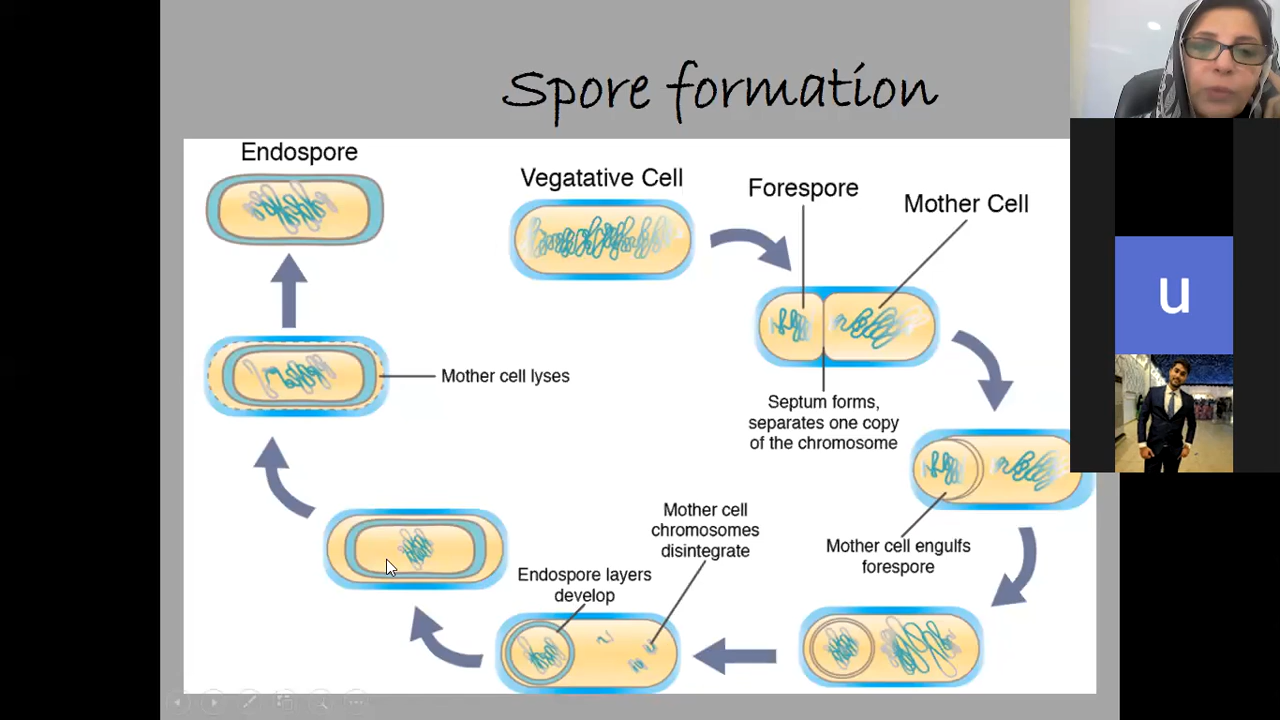 Spore formation
Endospore
Vegatative Cell
Forespore
Mother Cell
Mother cell lyses
Septum forms,
separates one copy
of the chromosome
Mother cell
chromosomes
disintegrate
Mother cell engulfs
forespore
Endospore layers
develop
u